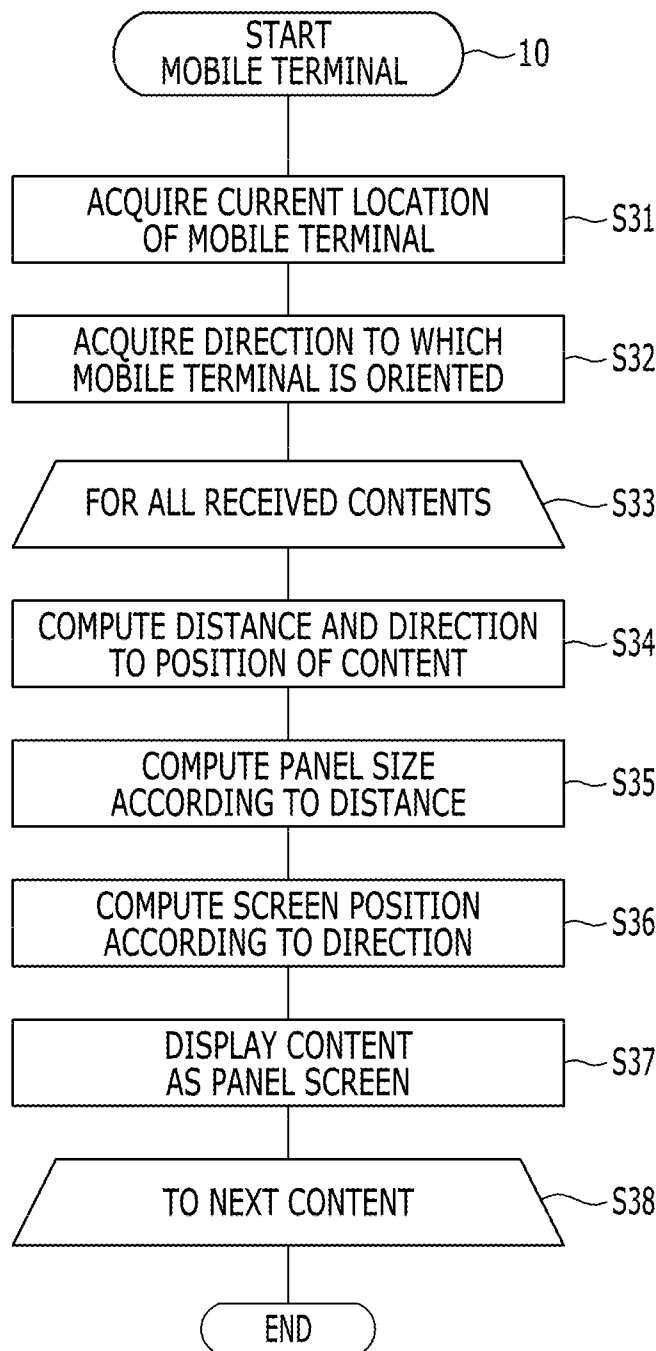 START
MOBILE TERMINAL
10
ACQUIRE CURRENT LOCATION
OF MOBILE TERMINAL
S31
ACQUIRE DIRECTION TO WHICH
MOBILE TERMINAL IS ORIENTED
S32
FOR ALL RECEIVED CONTENTS
S33
COMPUTE DISTANCE AND DIRECTION
TO POSITION OF CONTENT
S34
COMPUTE PANEL SIZE
ACCORDING TO DISTANCE
S35
COMPUTE SCREEN POSITION
ACCORDING TO DIRECTION
S36
DISPLAY CONTENT
AS PANEL SCREEN
S37
TO NEXT CONTENT
S38
END